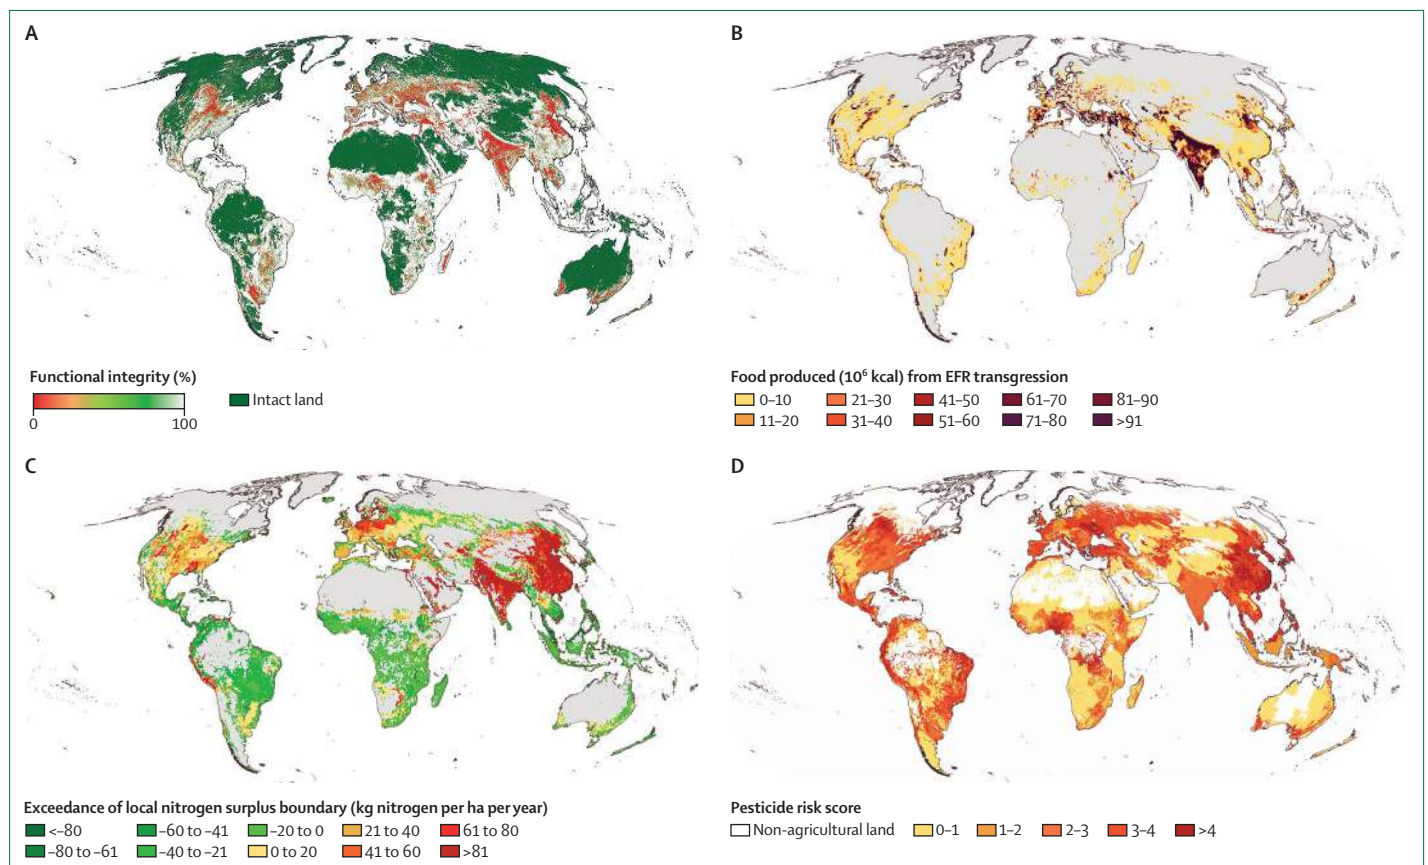 A
B
Functional integrity (%)
Intact land
0 100
Food produced (10⁶ kcal) from EFR transgression
0–10 21–30 41–50 61–70 81–90
11–20 31–40 51–60 71–80 >91
C
D
Exceedance of local nitrogen surplus boundary (kg nitrogen per ha per year)
<–80 –60 to –41 –20 to 0 21 to 40 61 to 80
–80 to –61 –40 to –21 0 to 20 41 to 60 >81
Pesticide risk score
Non-agricultural land 0–1 1–2 2–3 3–4 >4